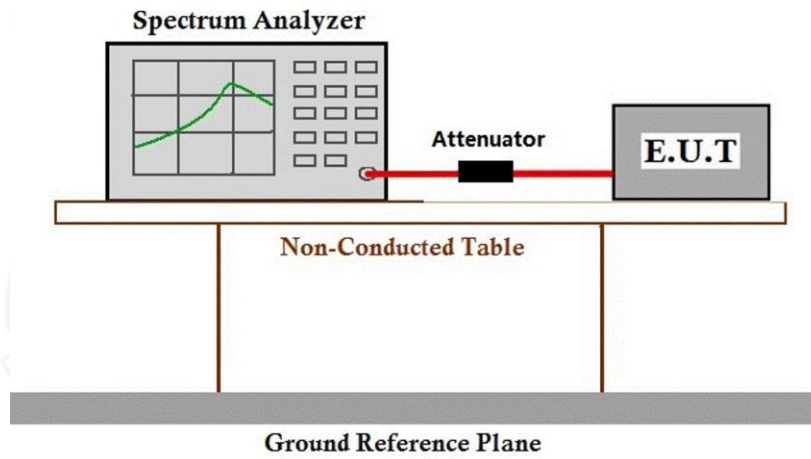 Spectrum Analyzer
Attenuator
E.U.T
Non-Conducted Table
Ground Reference Plane